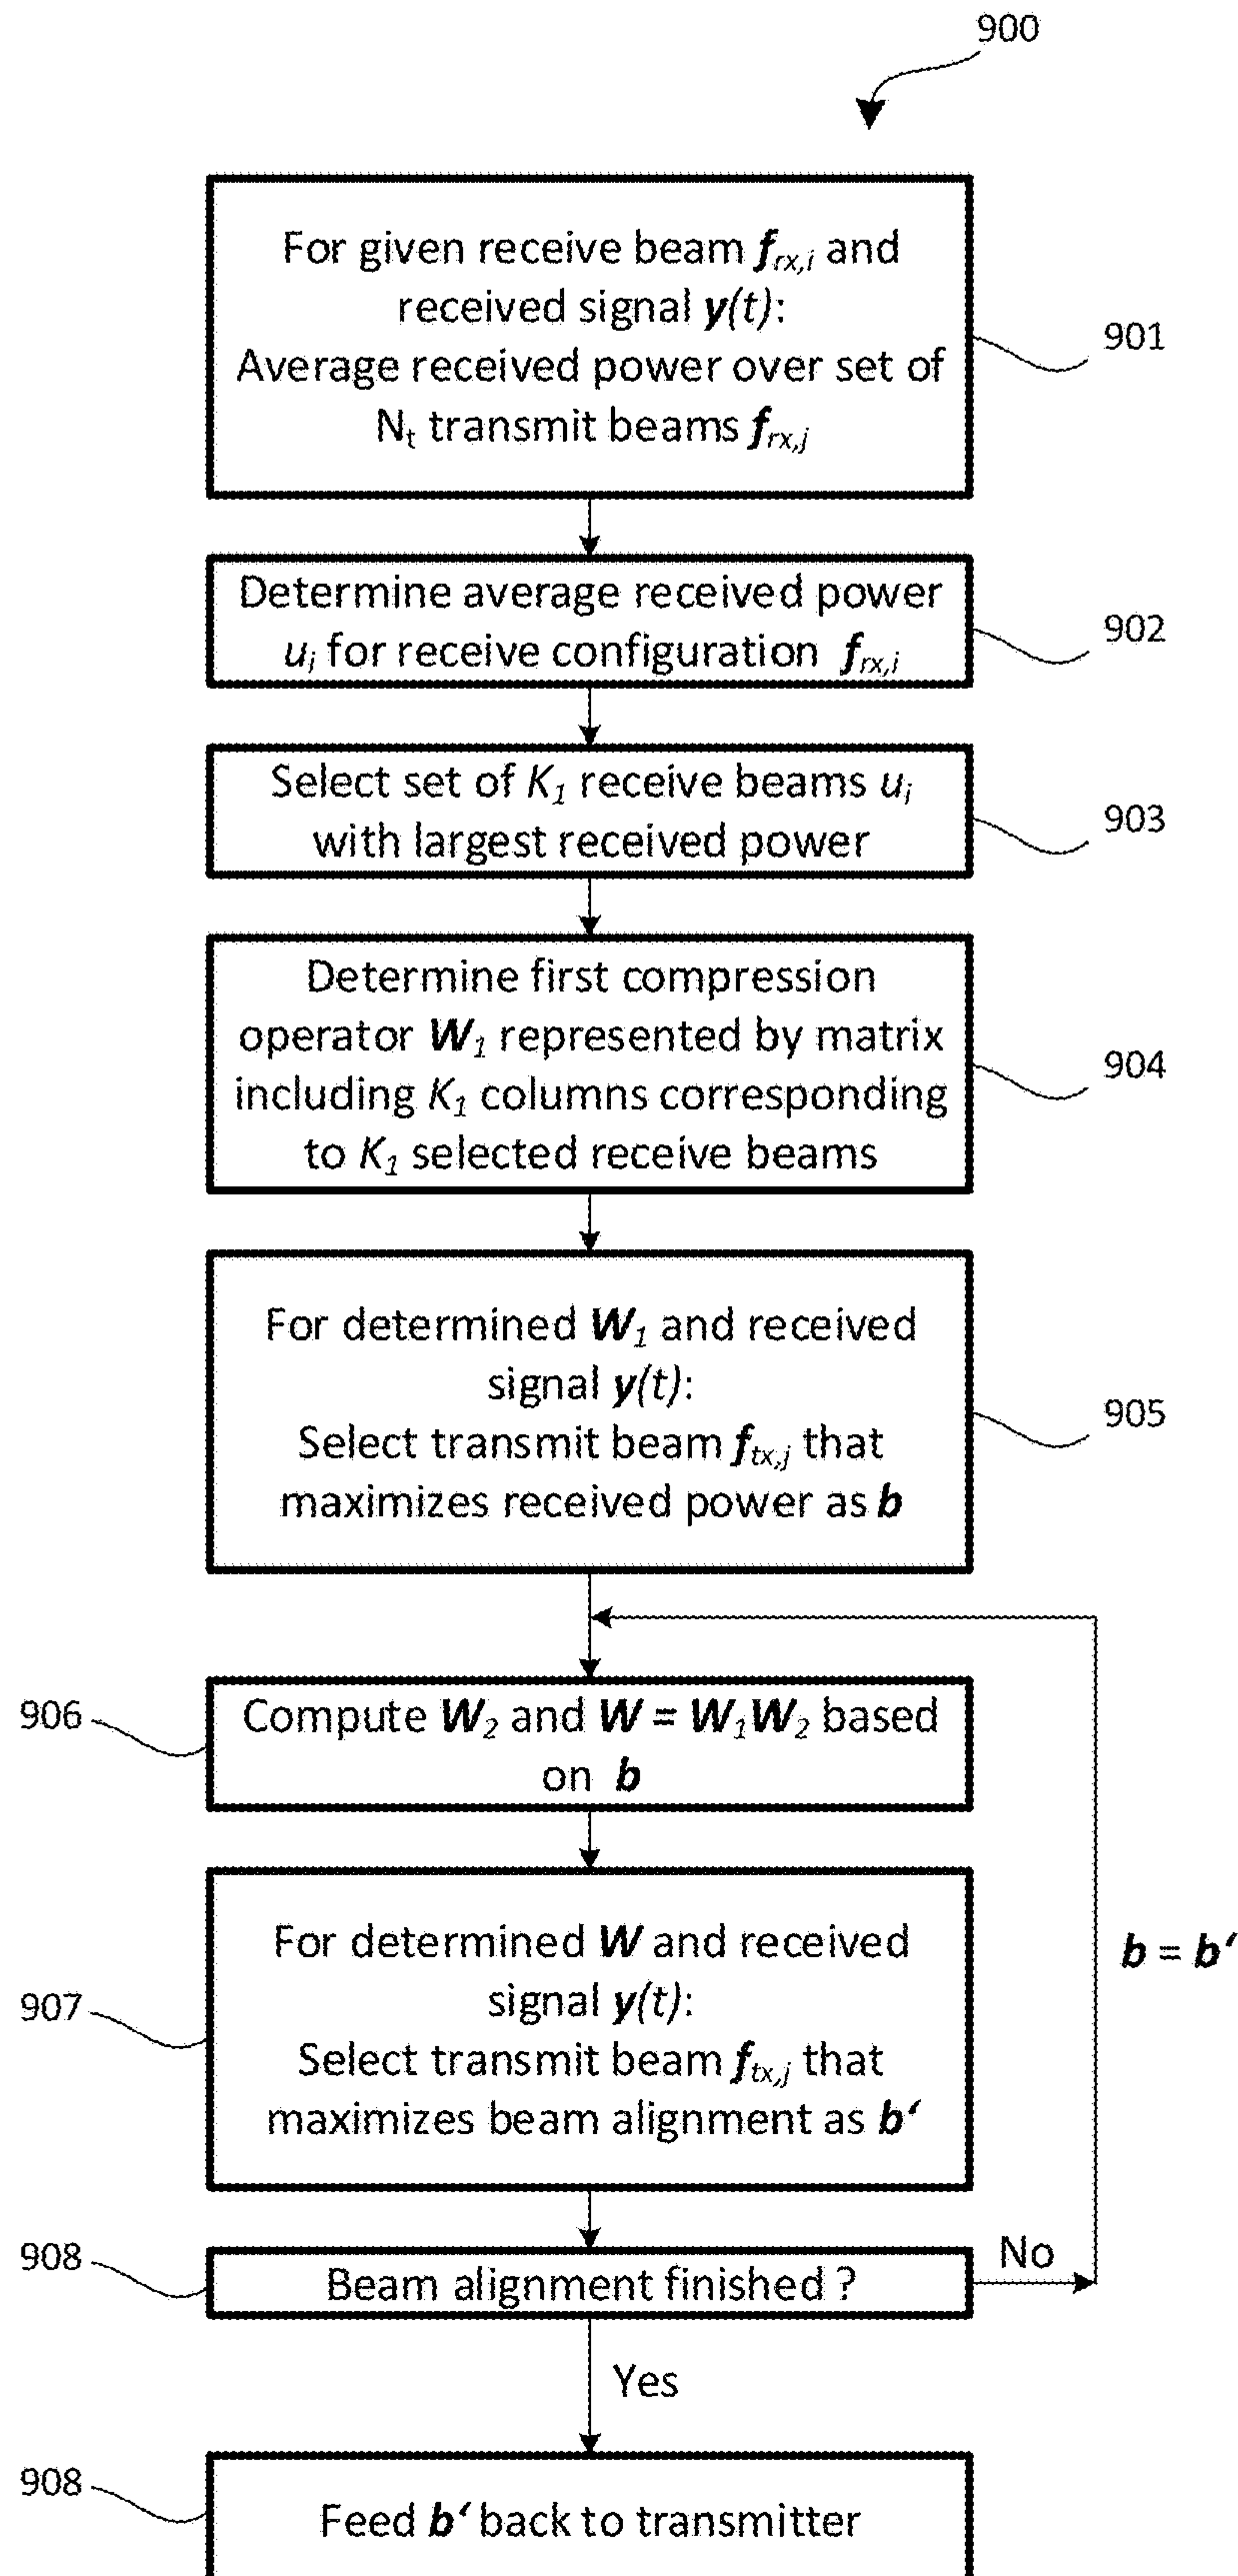 900
For given receive beam f_rx,i and
received signal y(t):
Average received power over set of
N_t transmit beams f_rx,j
901
Determine average received power
u_i for receive configuration f_rx,i
902
Select set of K_1 receive beams u_i
with largest received power
903
Determine first compression
operator W_1 represented by matrix
including K_1 columns corresponding
to K_1 selected receive beams
904
For determined W_1 and received
signal y(t):
Select transmit beam f_tx,j that
maximizes received power as b
905
906
Compute W_2 and W = W_1W_2 based
on b
907
For determined W and received
signal y(t):
Select transmit beam f_tx,j that
maximizes beam alignment as b‘
b = b‘
908
Beam alignment finished ?
No
Yes
908
Feed b‘ back to transmitter